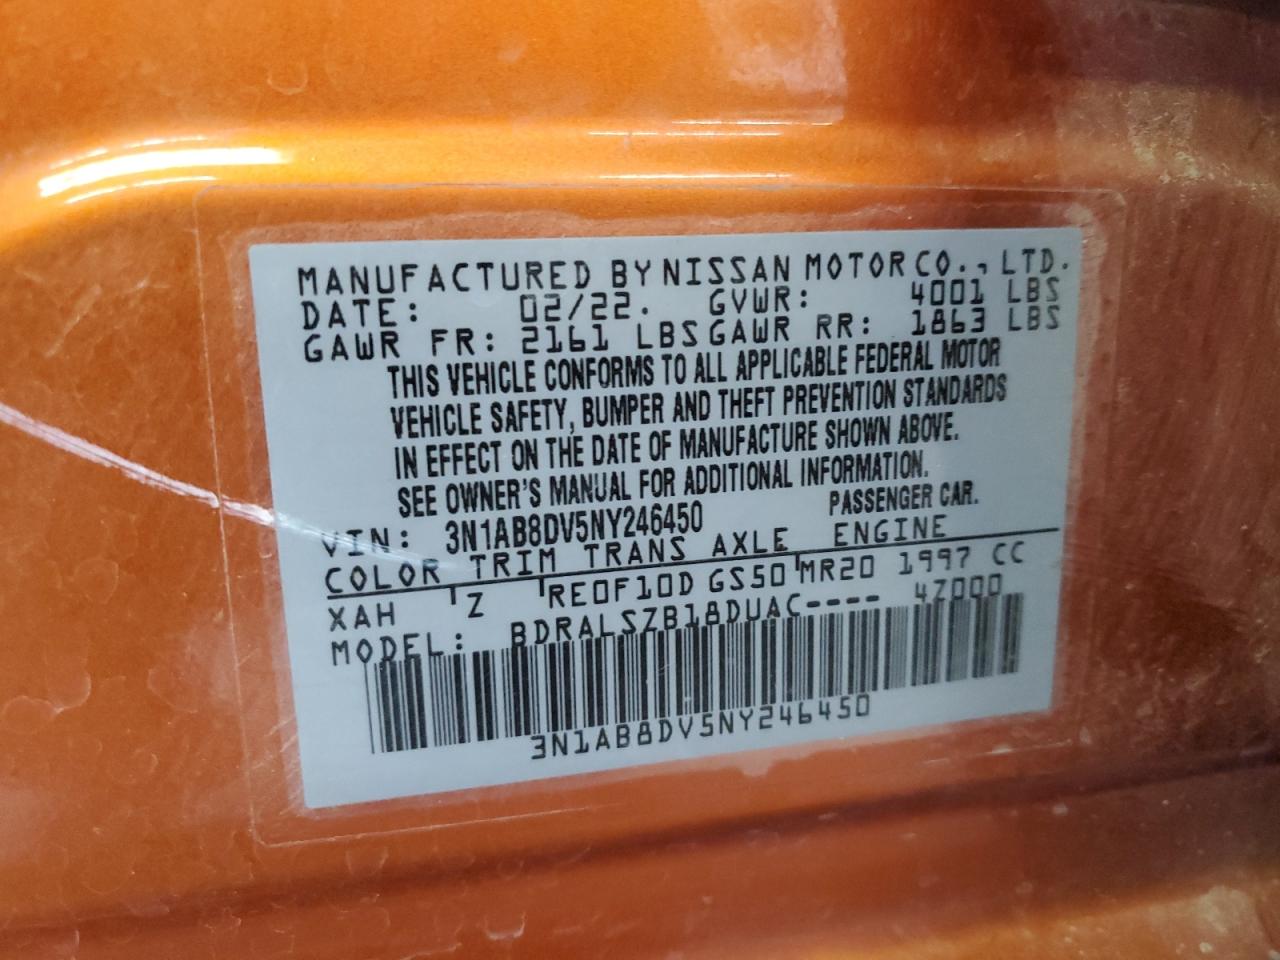 MANUFACTURED BY NISSAN MOTOR CO., LTD.
DATE: 02/22. GVWR: 4001 LBS
GAWR FR: 2161 LBS GAWR RR: 1863 LBS
THIS VEHICLE CONFORMS TO ALL APPLICABLE FEDERAL MOTOR
VEHICLE SAFETY, BUMPER AND THEFT PREVENTION STANDARDS
IN EFFECT ON THE DATE OF MANUFACTURE SHOWN ABOVE.
SEE OWNER'S MANUAL FOR ADDITIONAL INFORMATION.
VIN: 3N1AB8DV5NY246450 PASSENGER CAR.
COLOR TRIM TRANS AXLE ENGINE
XAH Z RE0F10D GS50 MR20 1997 CC
MODEL: BDRALSZB18DUAC---- 4Z000
3N1AB8DV5NY246450